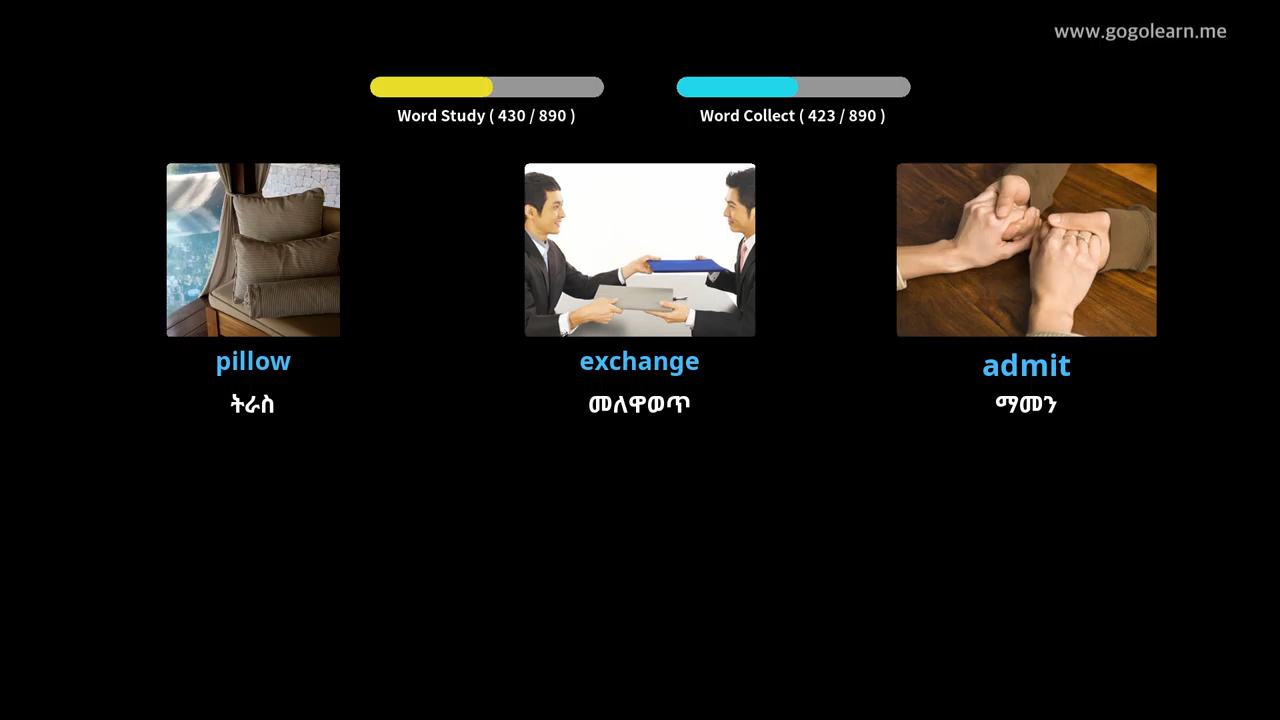 www.gogolearn.me
Word Study ( 430 / 890 )
Word Collect ( 423 / 890 )
pillow
exchange
admit
ትራስ
መለዋወጥ
ማመን